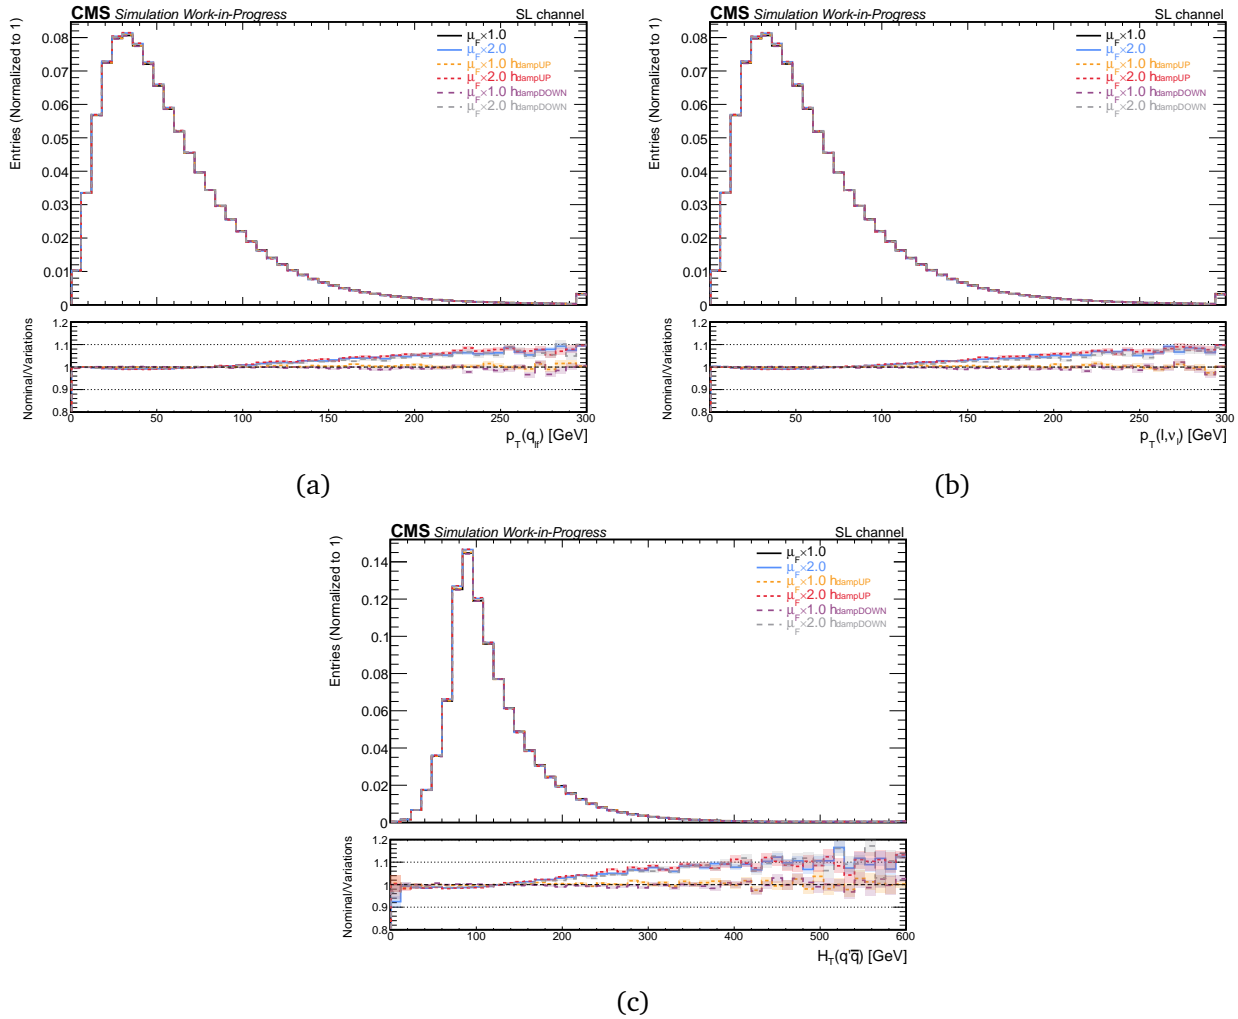 CMS Simulation Work-in-Progress SL channel
Entries (Normalized to 1)
0.08
0.07
0.06
0.05
0.04
0.03
0.02
0.01
0
μF×1.0
μF×2.0
μF×1.0 hdampUP
μF×2.0 hdampUP
μF×1.0 hdampDOWN
μF×2.0 hdampDOWN
Nominal/Variations
1.2
1.1
1
0.9
0.8
0 50 100 150 200 250 300
pT(qlf) [GeV]
(a)
CMS Simulation Work-in-Progress SL channel
Entries (Normalized to 1)
0.08
0.07
0.06
0.05
0.04
0.03
0.02
0.01
0
μF×1.0
μF×2.0
μF×1.0 hdampUP
μF×2.0 hdampUP
μF×1.0 hdampDOWN
μF×2.0 hdampDOWN
Nominal/Variations
1.2
1.1
1
0.9
0.8
0 50 100 150 200 250 300
pT(l,νl) [GeV]
(b)
CMS Simulation Work-in-Progress SL channel
Entries (Normalized to 1)
0.14
0.12
0.1
0.08
0.06
0.04
0.02
0
μF×1.0
μF×2.0
μF×1.0 hdampUP
μF×2.0 hdampUP
μF×1.0 hdampDOWN
μF×2.0 hdampDOWN
Nominal/Variations
1.2
1.1
1
0.9
0.8
0 100 200 300 400 500 600
HT(q'q̅) [GeV]
(c)